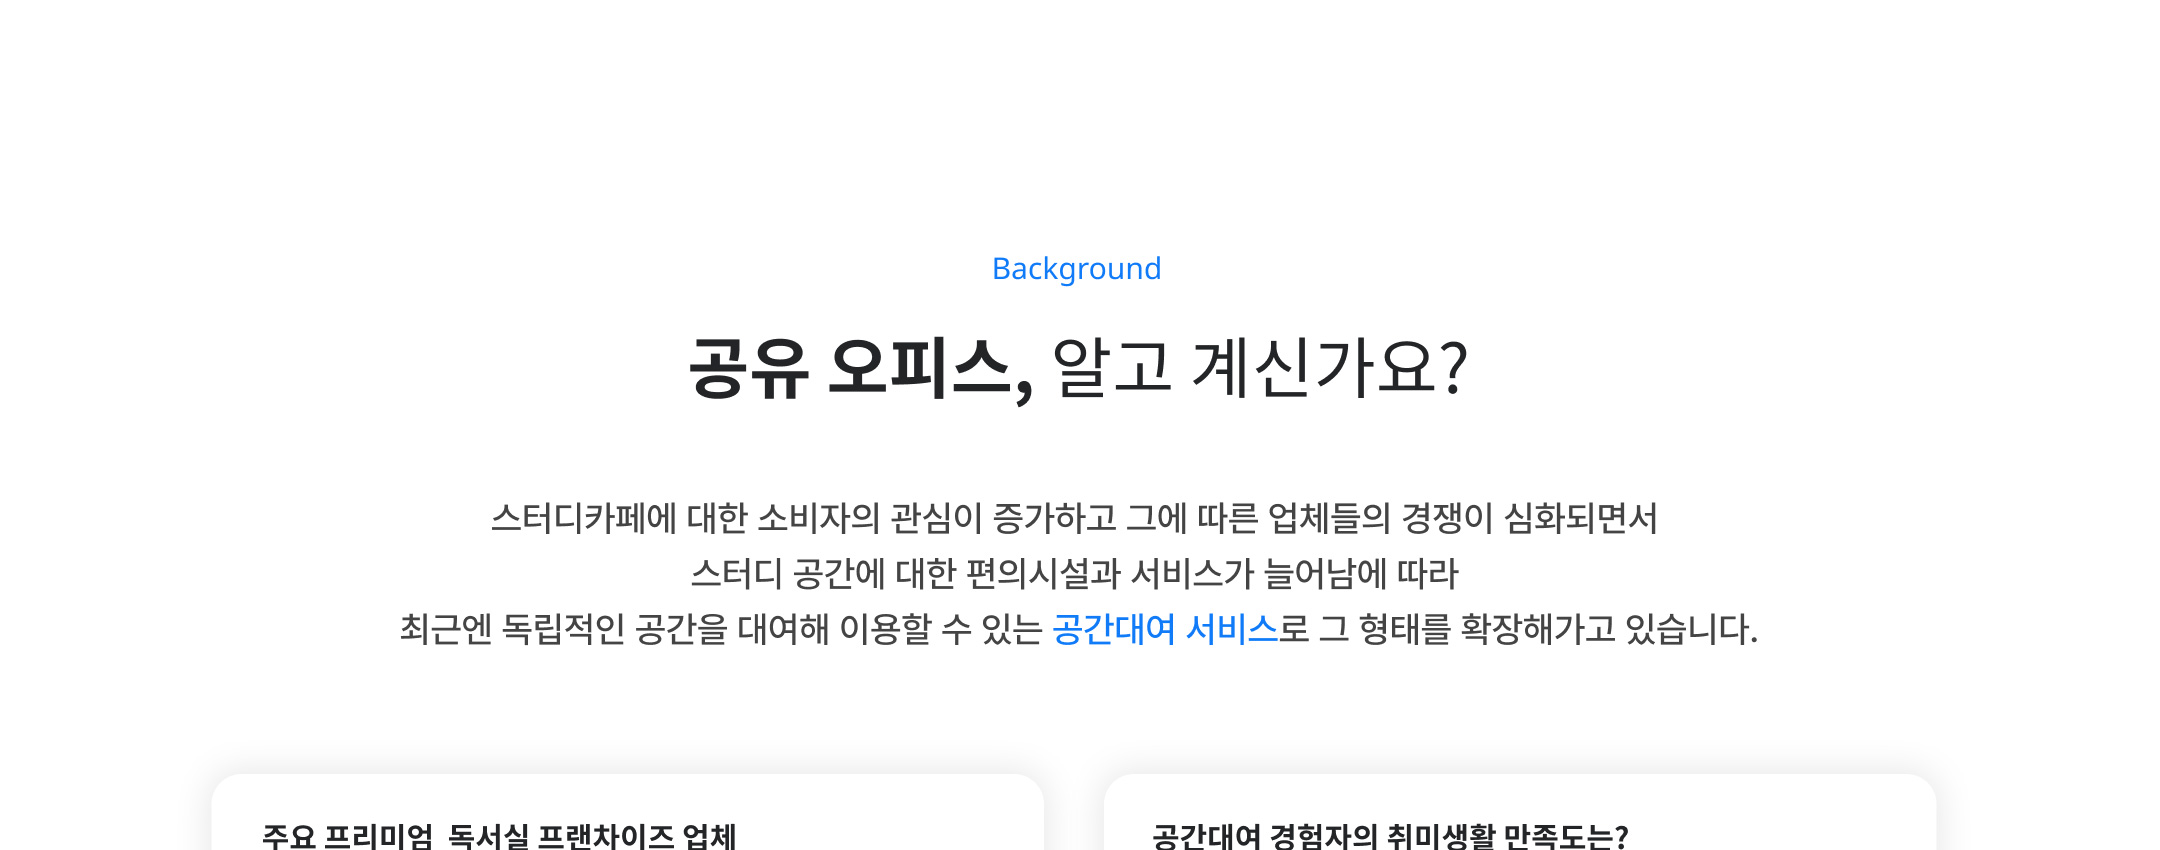 Background
공유 오피스, 알고 계신가요?
스터디카페에 대한 소비자의 관심이 증가하고 그에 따른 업체들의 경쟁이 심화되면서
스터디 공간에 대한 편의시설과 서비스가 늘어남에 따라
최근엔 독립적인 공간을 대여해 이용할 수 있는 공간대여 서비스로 그 형태를 확장해가고 있습니다.
주요 프리미엄  독서실 프랜차이즈 업체
공간대여 경험자의 취미생활 만족도는?